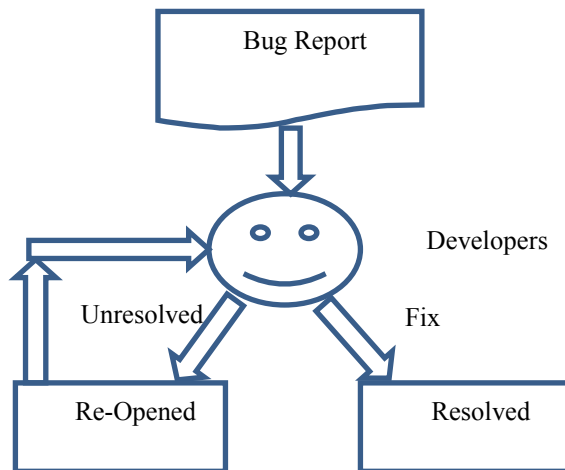 Bug Report
Developers
Unresolved
Fix
Re-Opened
Resolved